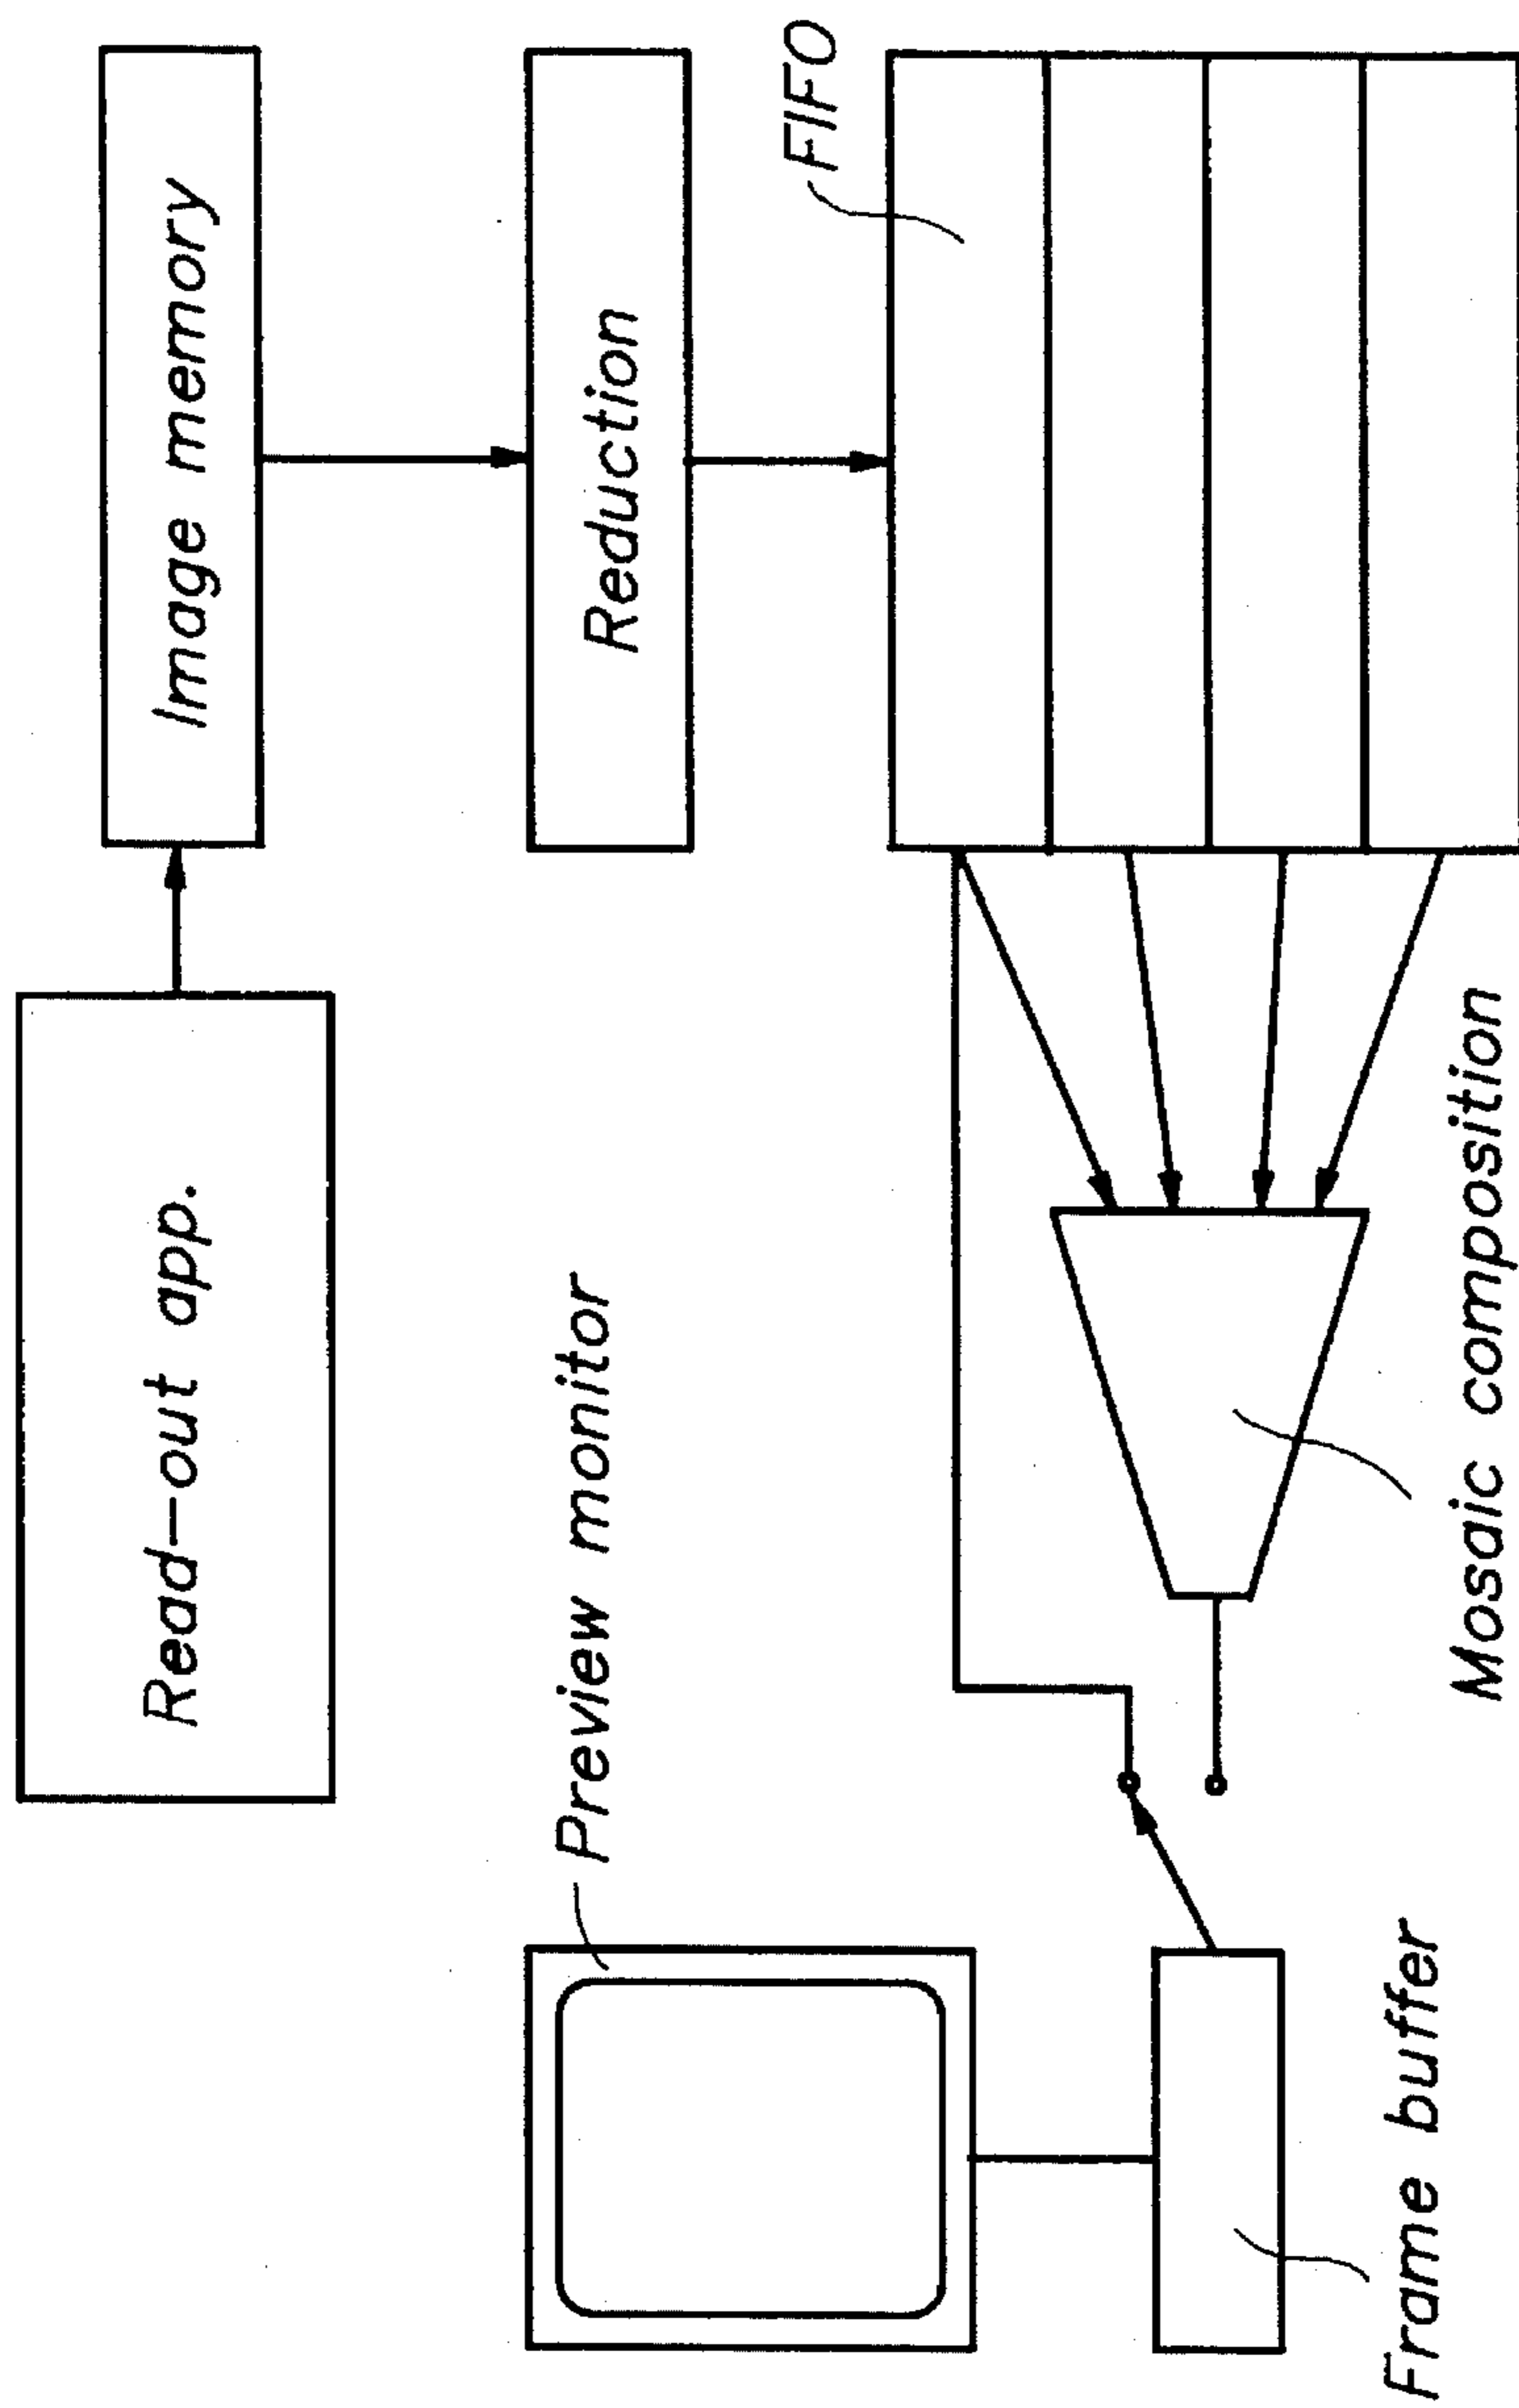 Read-out app.
Image memory
Preview monitor
Reduction
FIFO
Frame buffer
Mosaic composition